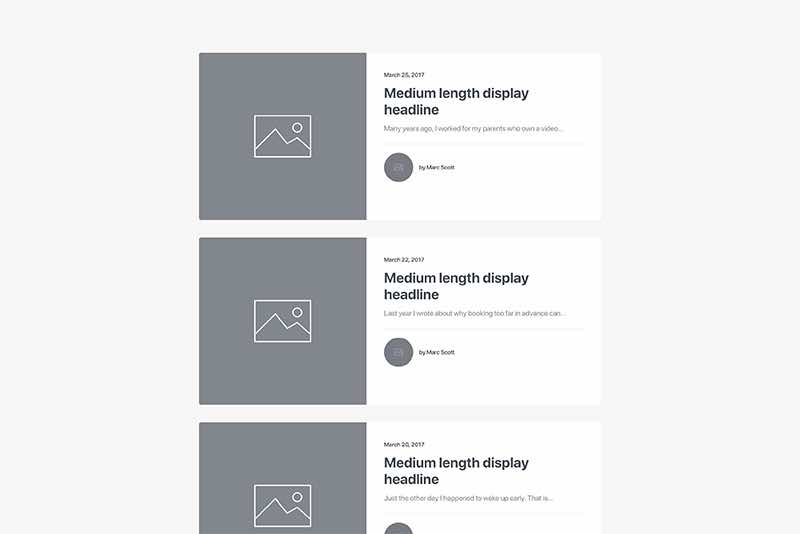 March 25, 2017
Medium length display
headline
Many years ago, I worked for my parents who own a video...
by Marc Scott
March 22, 2017
Medium length display
headline
Last year I wrote about why booking too far in advance can...
by Marc Scott
March 20, 2017
Medium length display
headline
Just the other day I happened to wake up early. That is...